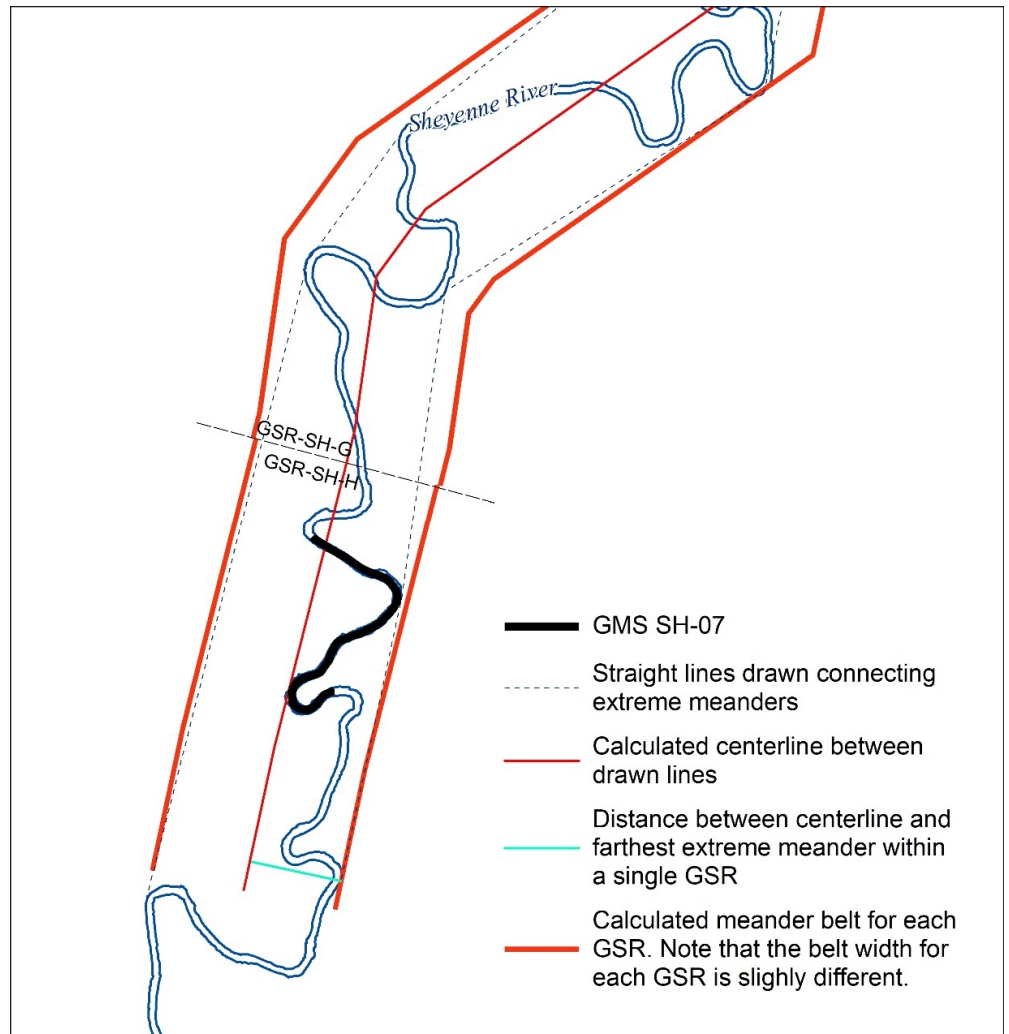 Sheyenne River
GSR-SH-G
GSR-SH-H
GMS SH-07
Straight lines drawn connecting
extreme meanders
Calculated centerline between
drawn lines
Distance between centerline and
farthest extreme meander within
a single GSR
Calculated meander belt for each
GSR. Note that the belt width for
each GSR is slighly different.